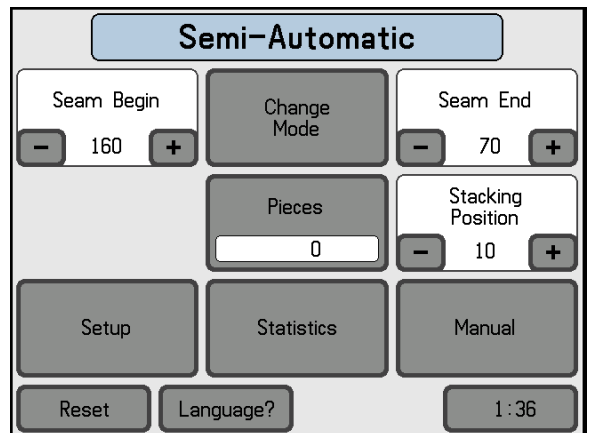 Semi-Automatic
Seam Begin
- 160 +
Change
Mode
Seam End
- 70 +
Pieces
0
Stacking
Position
- 10 +
Setup
Statistics
Manual
Reset
Language?
1:36